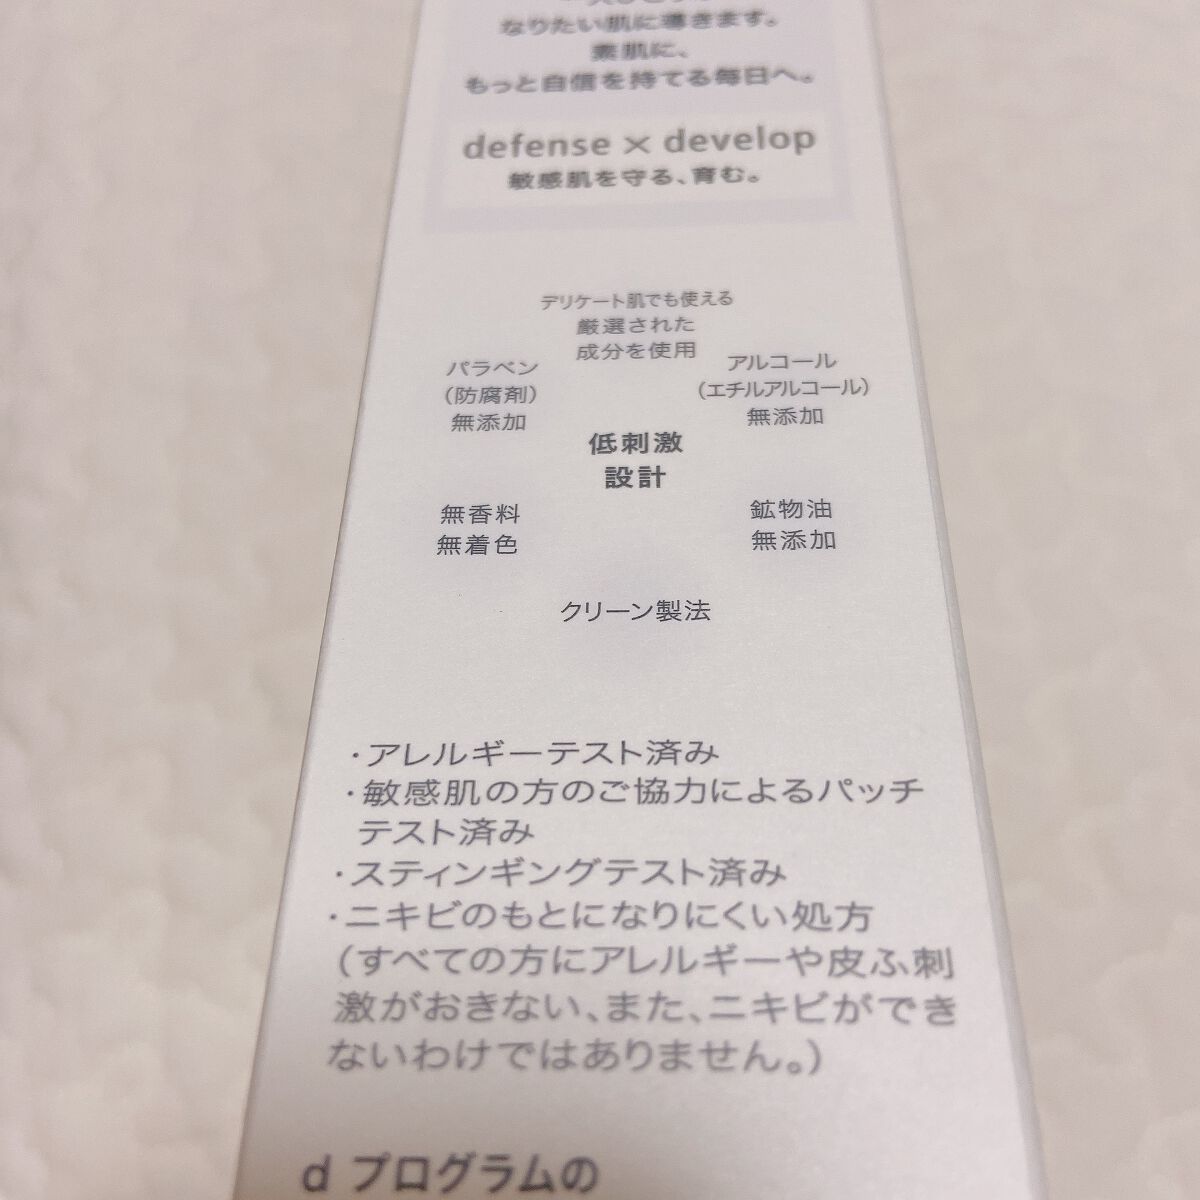 なりたい肌に導きます。
素肌に、
もっと自信を持てる毎日へ。
defense × develop
敏感肌を守る、育む。
デリケート肌でも使える
厳選された
成分を使用
パラベン
（防腐剤）
無添加
アルコール
（エチルアルコール）
無添加
低刺激
設計
無香料
無着色
鉱物油
無添加
クリーン製法
・アレルギーテスト済み
・敏感肌の方のご協力によるパッチ
テスト済み
・スティンギングテスト済み
・ニキビのもとになりにくい処方
（すべての方にアレルギーや皮ふ刺
激がおきない、また、ニキビができ
ないわけではありません。）
d プログラムの